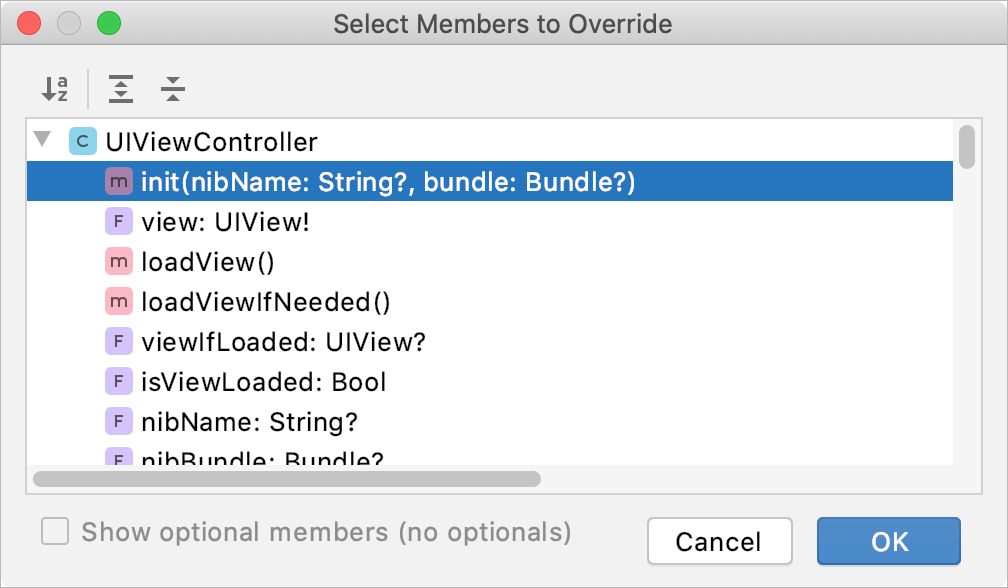 Select Members to Override
a
z
C UIViewController
m init(nibName: String?, bundle: Bundle?)
F view: UIView!
m loadView()
m loadViewIfNeeded()
F viewIfLoaded: UIView?
F isViewLoaded: Bool
F nibName: String?
F nibBundle: Bundle?
Show optional members (no optionals)
Cancel
OK